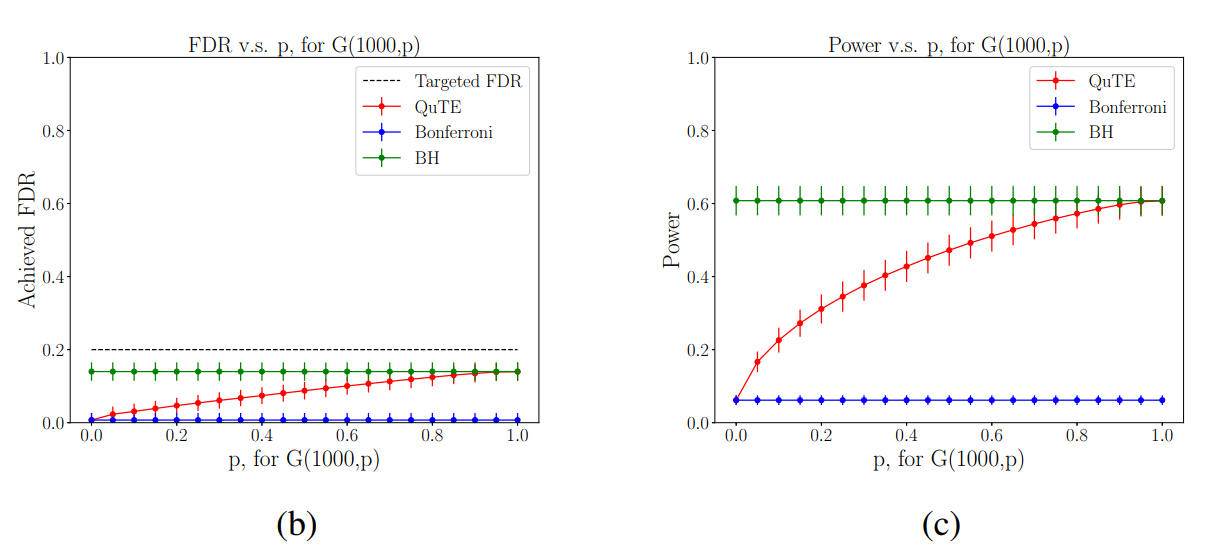 FDR v.s. p, for G(1000,p)
1.0
0.8
0.6
0.4
0.2
0.0
Achieved FDR
Targeted FDR
QuTE
Bonferroni
BH
0.0 0.2 0.4 0.6 0.8 1.0
p, for G(1000,p)
(b)
Power v.s. p, for G(1000,p)
1.0
0.8
0.6
0.4
0.2
0.0
Power
QuTE
Bonferroni
BH
0.0 0.2 0.4 0.6 0.8 1.0
p, for G(1000,p)
(c)